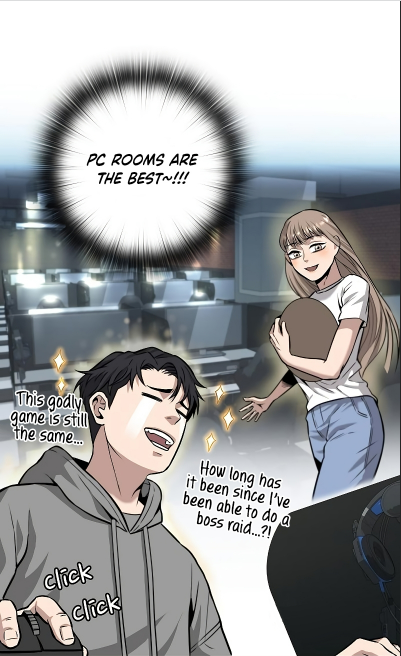 PC ROOMS ARE
THE BEST~!!!
This godly
game is still
the same...
How long has
it been since I've
been able to do a
boss raid...?!
click
click